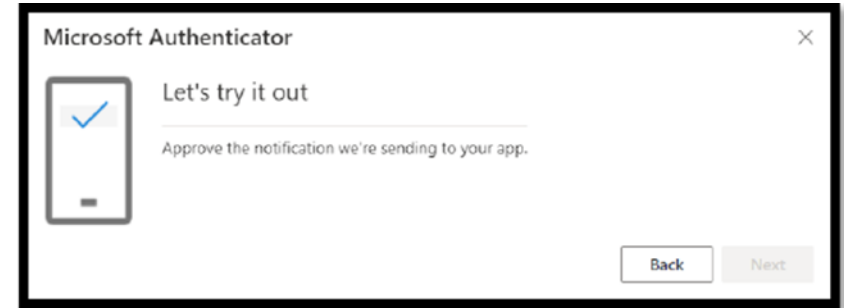 Microsoft Authenticator
Let's try it out
Approve the notification we're sending to your app.
Back
Next